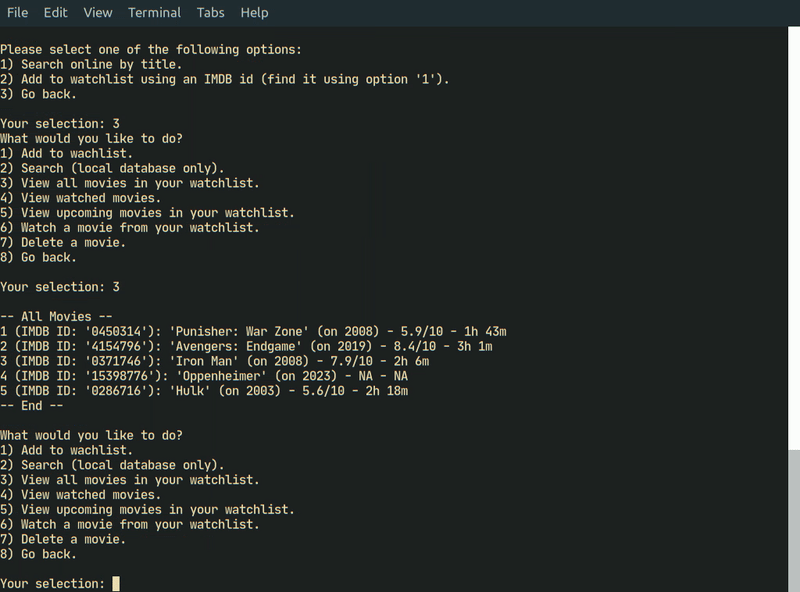 File Edit View Terminal Tabs Help
Please select one of the following options:
1) Search online by title.
2) Add to watchlist using an IMDB id (find it using option '1').
3) Go back.
Your selection: 3
What would you like to do?
1) Add to wachlist.
2) Search (local database only).
3) View all movies in your watchlist.
4) View watched movies.
5) View upcoming movies in your watchlist.
6) Watch a movie from your watchlist.
7) Delete a movie.
8) Go back.
Your selection: 3
-- All Movies --
1 (IMDB ID: '0450314'): 'Punisher: War Zone' (on 2008) - 5.9/10 - 1h 43m
2 (IMDB ID: '4154796'): 'Avengers: Endgame' (on 2019) - 8.4/10 - 3h 1m
3 (IMDB ID: '0371746'): 'Iron Man' (on 2008) - 7.9/10 - 2h 6m
4 (IMDB ID: '15398776'): 'Oppenheimer' (on 2023) - NA - NA
5 (IMDB ID: '0286716'): 'Hulk' (on 2003) - 5.6/10 - 2h 18m
-- End --
What would you like to do?
1) Add to wachlist.
2) Search (local database only).
3) View all movies in your watchlist.
4) View watched movies.
5) View upcoming movies in your watchlist.
6) Watch a movie from your watchlist.
7) Delete a movie.
8) Go back.
Your selection: